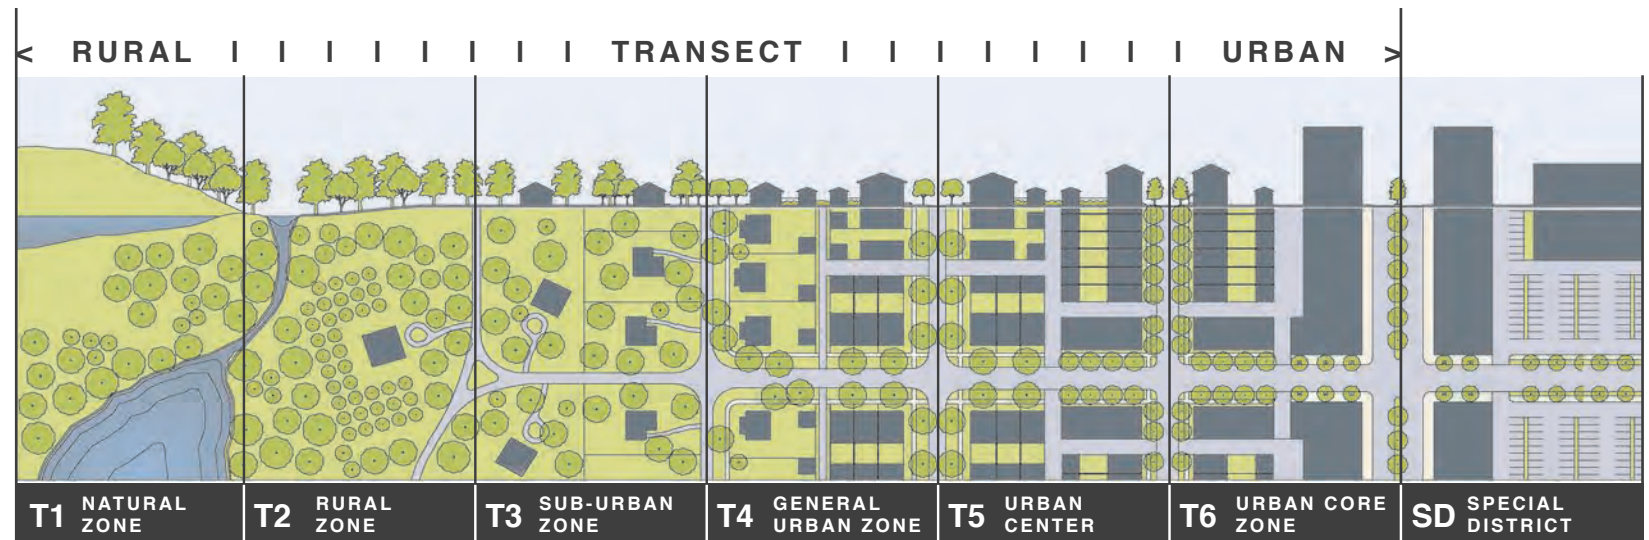 < RURAL I I I I I I I I TRANSECT I I I I I I I I URBAN >
T1 NATURAL
ZONE
T2 RURAL
ZONE
T3 SUB-URBAN
ZONE
T4 GENERAL
URBAN ZONE
T5 URBAN
CENTER
T6 URBAN CORE
ZONE
SD SPECIAL
DISTRICT